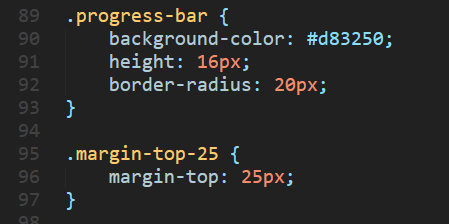 89 .progress-bar {
90     background-color: #d83250;
91     height: 16px;
92     border-radius: 20px;
93 }
94
95 .margin-top-25 {
96     margin-top: 25px;
97 }
98